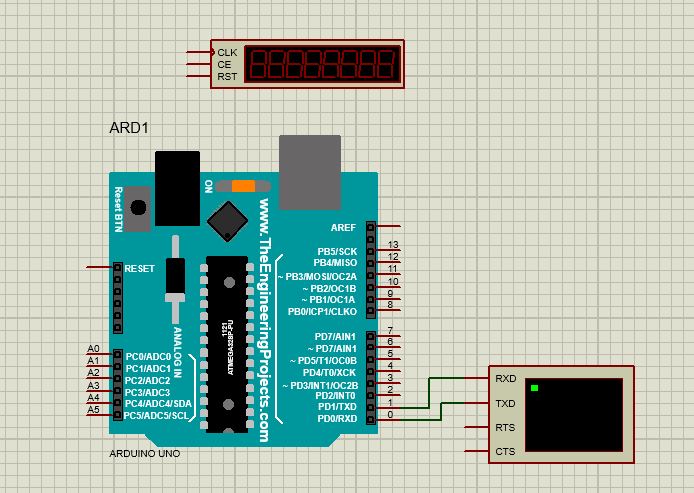 CLK
CE
RST
ARD1
Reset BTN
ON
www.TheEngineeringProjects.com
AREF
PB5/SCK 13
PB4/MISO 12
~ PB3/MOSI/OC2A 11
~ PB2/OC1B 10
~ PB1/OC1A 9
PB0/ICP1/CLKO 8
RESET
1121
ATMEGA328P-PU
ANALOG IN
PD7/AIN1 7
~ PD7/AIN1 6
~ PD5/T1/OC0B 5
PD4/T0/XCK 4
~ PD3/INT1/OC2B 3
PD2/INT0 2
PD1/TXD 1
PD0/RXD 0
A0 PC0/ADC0
A1 PC1/ADC1
A2 PC2/ADC2
A3 PC3/ADC3
A4 PC4/ADC4/SDA
A5 PC5/ADC5/SCL
RXD
TXD
RTS
CTS
ARDUINO UNO